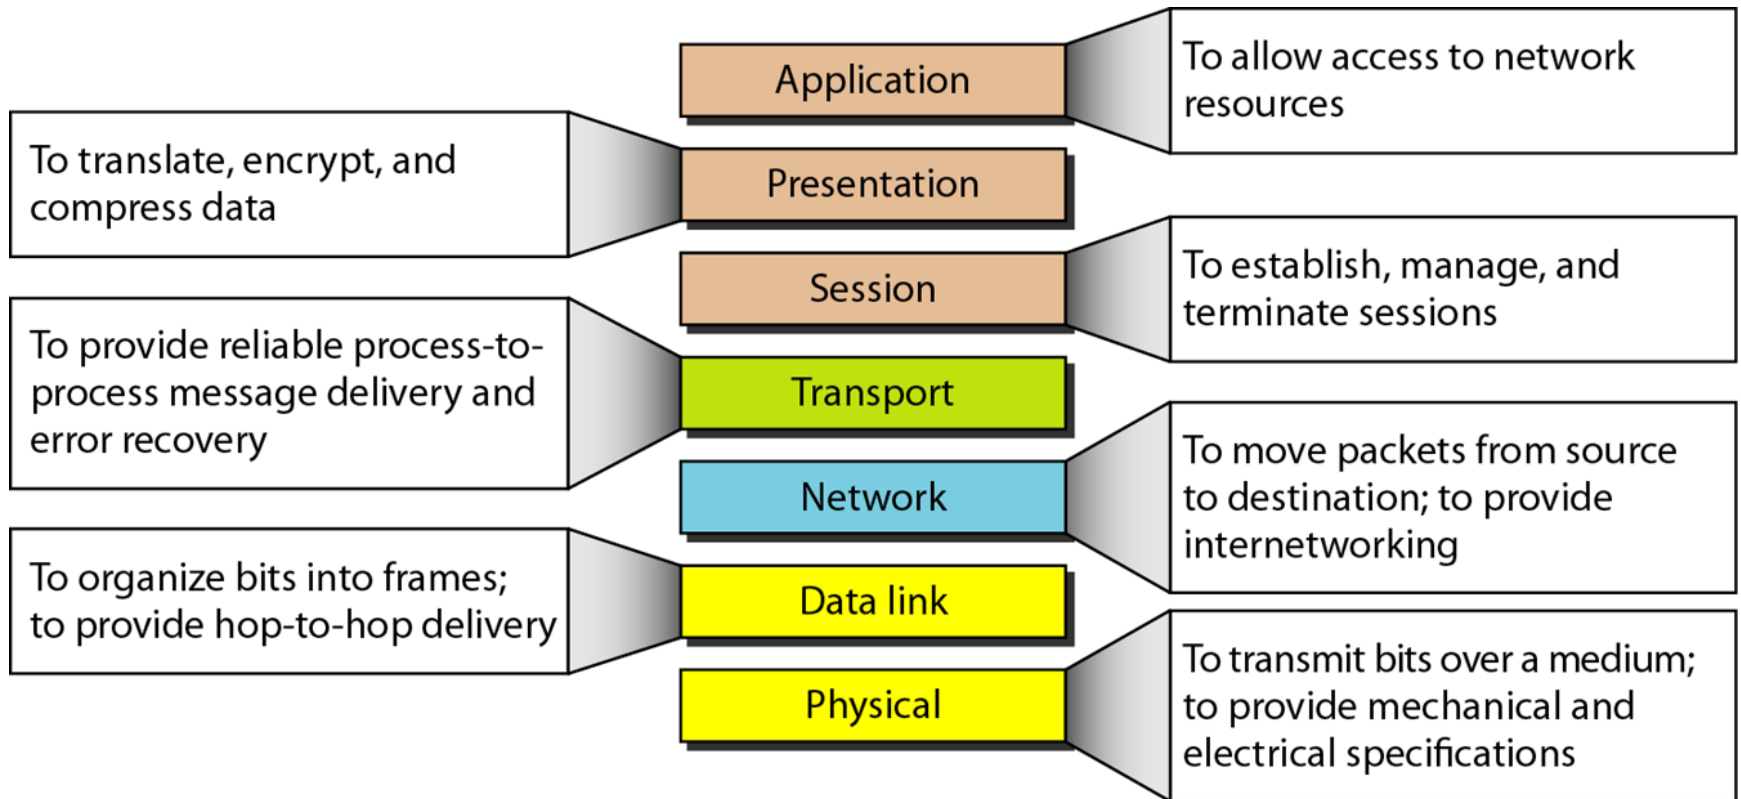 Application
To allow access to network
resources
To translate, encrypt, and
compress data
Presentation
Session
To establish, manage, and
terminate sessions
To provide reliable process-to-
process message delivery and
error recovery
Transport
Network
To move packets from source
to destination; to provide
internetworking
To organize bits into frames;
to provide hop-to-hop delivery
Data link
Physical
To transmit bits over a medium;
to provide mechanical and
electrical specifications